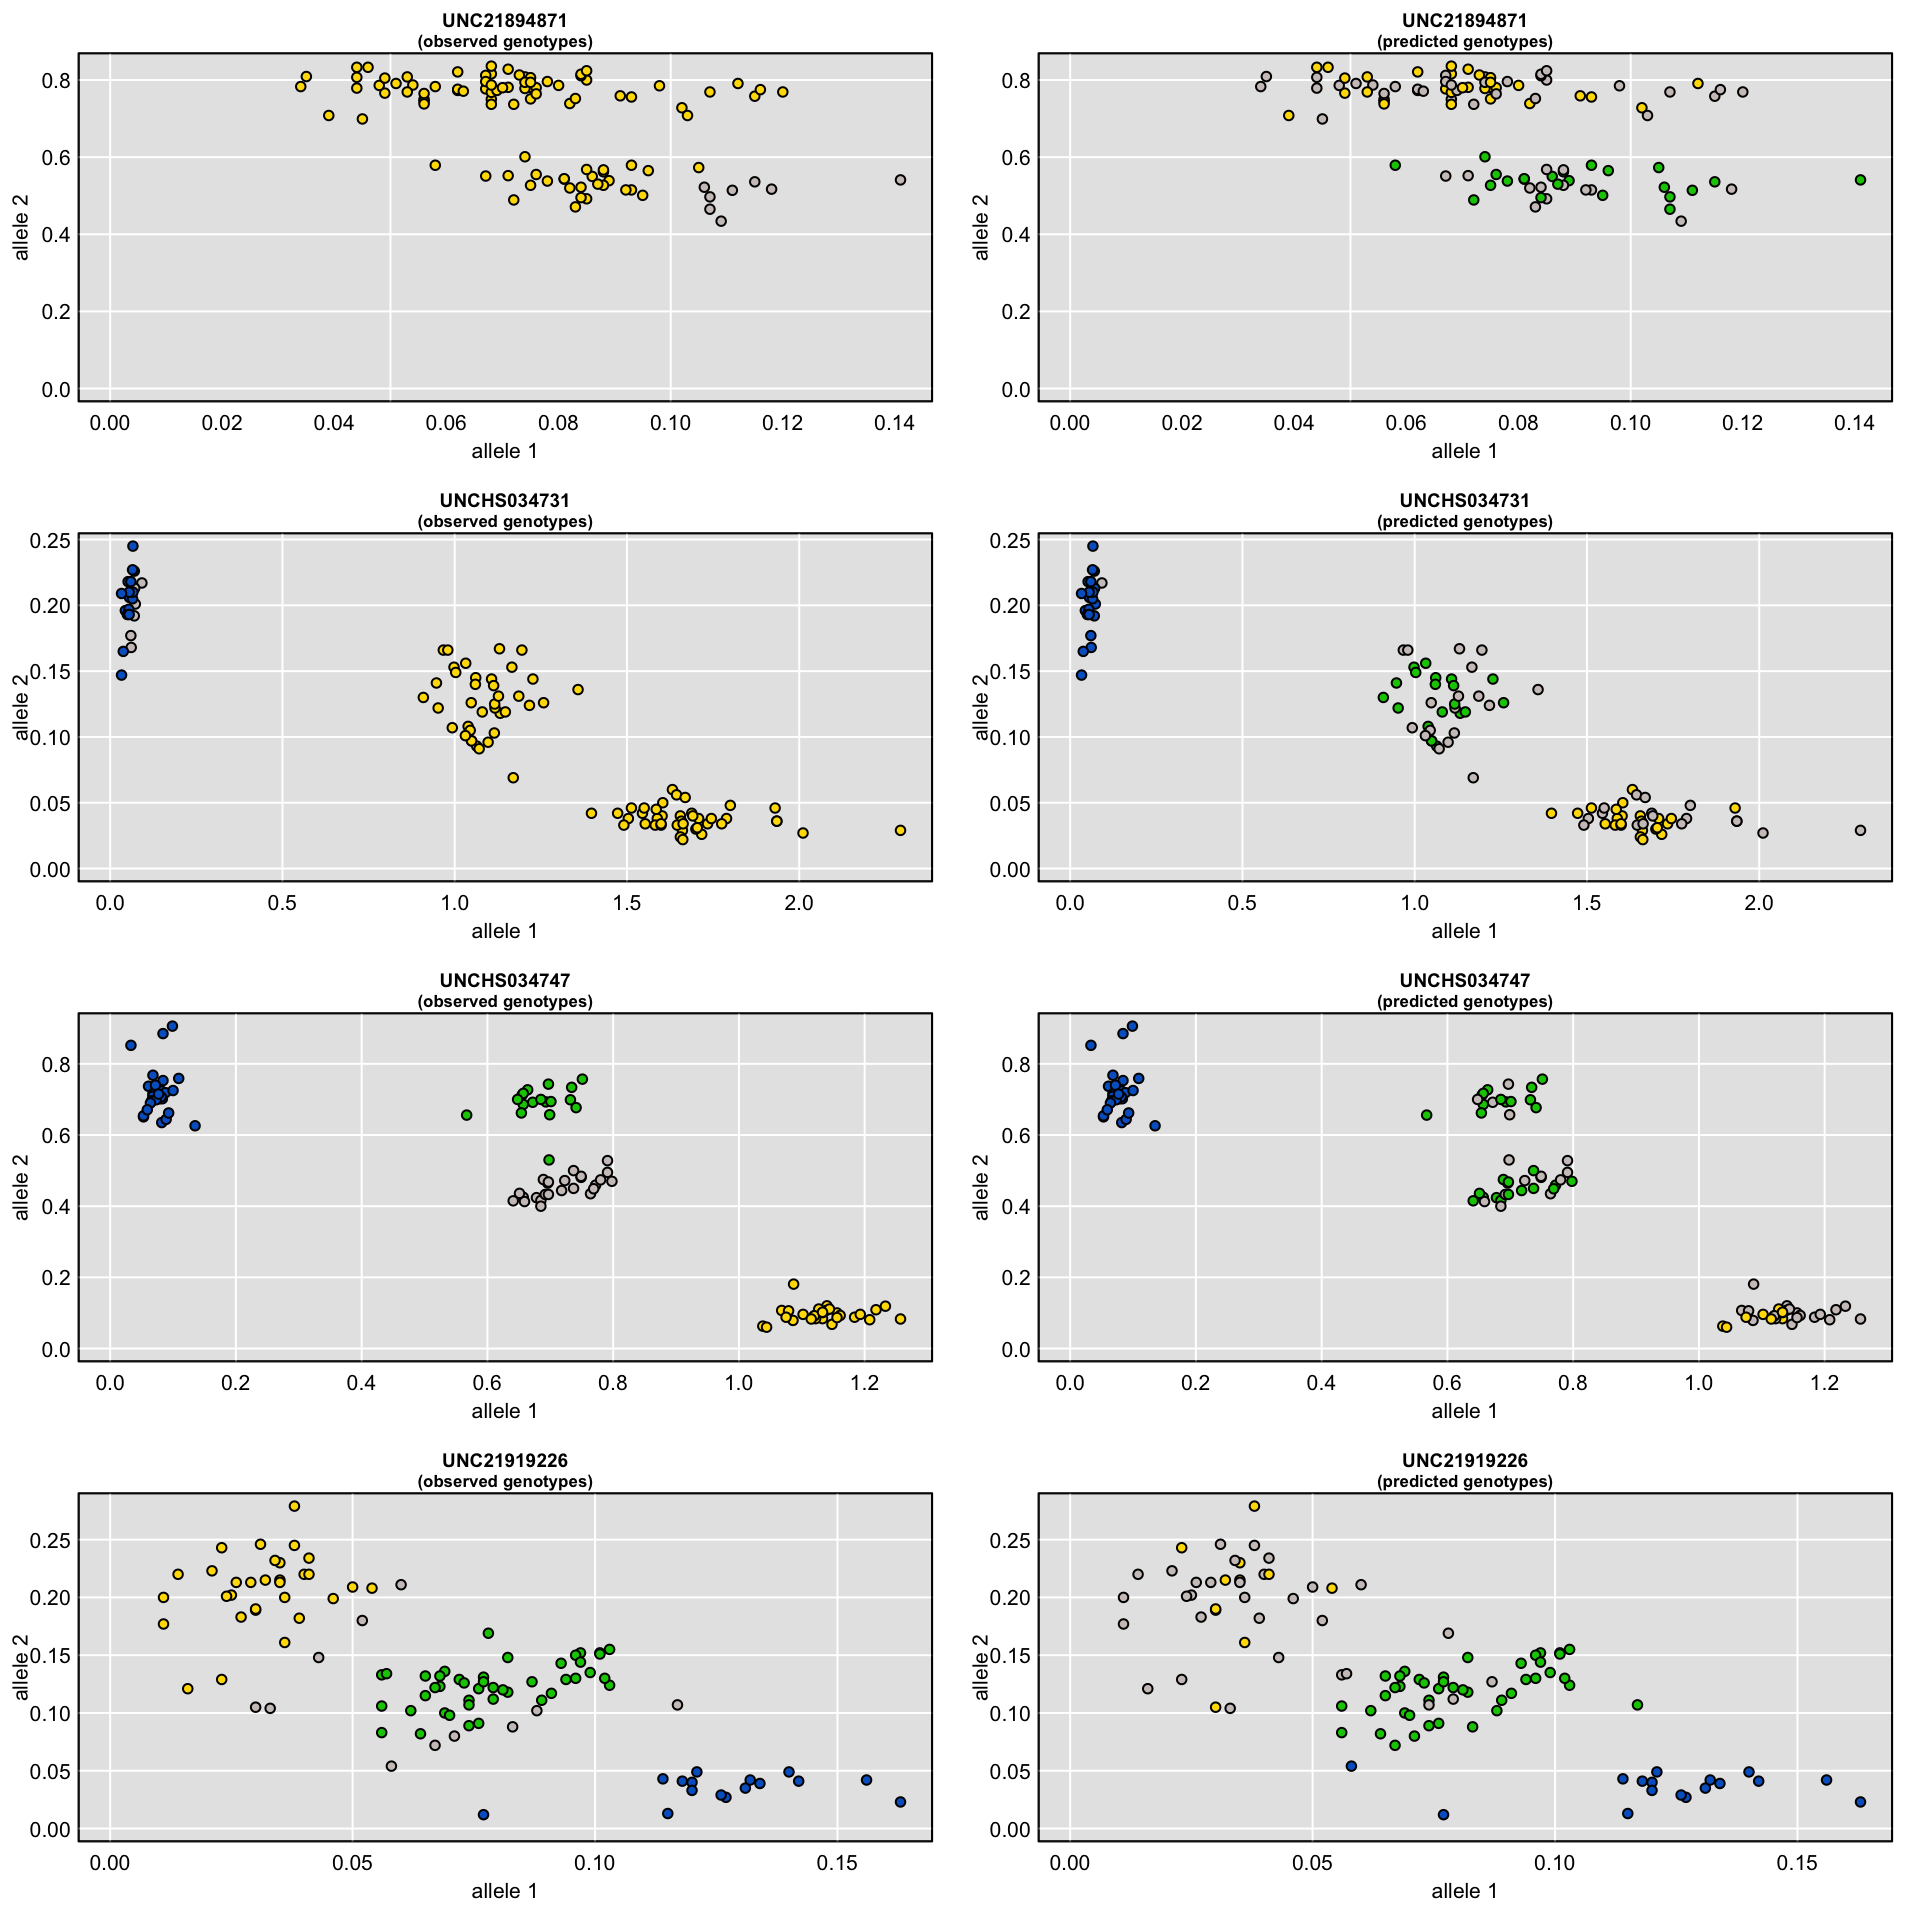 UNC21894871
(observed genotypes)
0.8
0.6
0.4
0.2
0.0
allele 2
0.00 0.02 0.04 0.06 0.08 0.10 0.12 0.14
allele 1
UNC21894871
(predicted genotypes)
0.8
0.6
0.4
0.2
0.0
allele 2
0.00 0.02 0.04 0.06 0.08 0.10 0.12 0.14
allele 1
UNCHS034731
(observed genotypes)
0.25
0.20
0.15
0.10
0.05
0.00
allele 2
0.0 0.5 1.0 1.5 2.0
allele 1
UNCHS034731
(predicted genotypes)
0.25
0.20
0.15
0.10
0.05
0.00
allele 2
0.0 0.5 1.0 1.5 2.0
allele 1
UNCHS034747
(observed genotypes)
0.8
0.6
0.4
0.2
0.0
allele 2
0.0 0.2 0.4 0.6 0.8 1.0 1.2
allele 1
UNCHS034747
(predicted genotypes)
0.8
0.6
0.4
0.2
0.0
allele 2
0.0 0.2 0.4 0.6 0.8 1.0 1.2
allele 1
UNC21919226
(observed genotypes)
0.25
0.20
0.15
0.10
0.05
0.00
allele 2
0.00 0.05 0.10 0.15
allele 1
UNC21919226
(predicted genotypes)
0.25
0.20
0.15
0.10
0.05
0.00
allele 2
0.00 0.05 0.10 0.15
allele 1